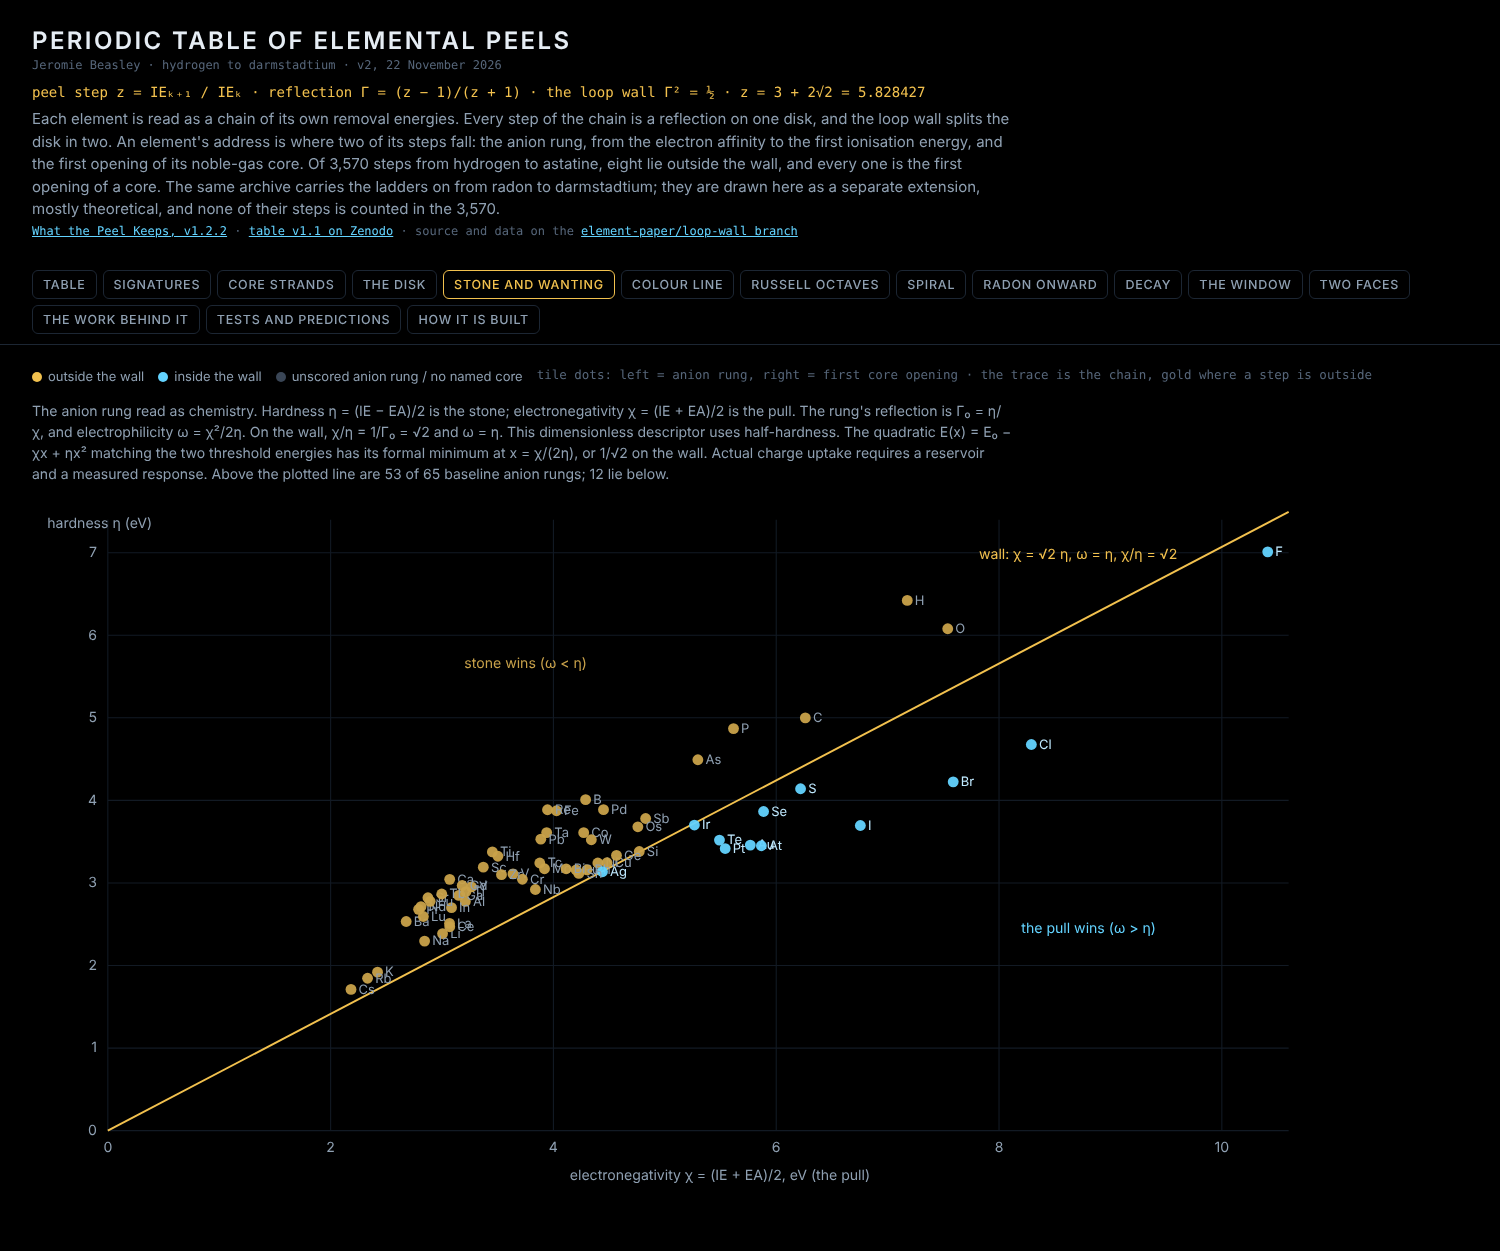 PERIODIC TABLE OF ELEMENTAL PEELS
Jeromie Beasley · hydrogen to darmstadtium · v2, 22 November 2026
peel step z = IEₖ₊₁ / IEₖ · reflection Γ = (z − 1)/(z + 1) · the loop wall Γ² = ½ · z = 3 + 2√2 = 5.828427
Each element is read as a chain of its own removal energies. Every step of the chain is a reflection on one disk, and the loop wall splits the
disk in two. An element's address is where two of its steps fall: the anion rung, from the electron affinity to the first ionisation energy, and
the first opening of its noble-gas core. Of 3,570 steps from hydrogen to astatine, eight lie outside the wall, and every one is the first
opening of a core. The same archive carries the ladders on from radon to darmstadtium; they are drawn here as a separate extension,
mostly theoretical, and none of their steps is counted in the 3,570.
What the Peel Keeps, v1.2.2 · table v1.1 on Zenodo · source and data on the element-paper/loop-wall branch
TABLE SIGNATURES CORE STRANDS THE DISK STONE AND WANTING COLOUR LINE RUSSELL OCTAVES SPIRAL RADON ONWARD DECAY THE WINDOW TWO FACES
THE WORK BEHIND IT TESTS AND PREDICTIONS HOW IT IS BUILT
outside the wall inside the wall unscored anion rung / no named core tile dots: left = anion rung, right = first core opening · the trace is the chain, gold where a step is outside
The anion rung read as chemistry. Hardness η = (IE − EA)/2 is the stone; electronegativity χ = (IE + EA)/2 is the pull. The rung's reflection is Γ₀ = η/
χ, and electrophilicity ω = χ²/2η. On the wall, χ/η = 1/Γ₀ = √2 and ω = η. This dimensionless descriptor uses half-hardness. The quadratic E(x) = E₀ −
χx + ηx² matching the two threshold energies has its formal minimum at x = χ/(2η), or 1/√2 on the wall. Actual charge uptake requires a reservoir
and a measured response. Above the plotted line are 53 of 65 baseline anion rungs; 12 lie below.
hardness η (eV)
7
wall: χ = √2 η, ω = η, χ/η = √2
F
H
6
O
stone wins (ω < η)
5
C
P
As
Cl
4
B
Pd
Br
S
Se
Sb
Os
Ir
I
Ta
Co
Pb
W
Te
Pt
At
Si
Ti
Hf
Sc
Ag
3
Cr
Nb
Ca
Al
In
Lu
Ba
La
Ce
Li
Na
the pull wins (ω > η)
2
K
Rb
Cs
1
0
0 2 4 6 8 10
electronegativity χ = (IE + EA)/2, eV (the pull)